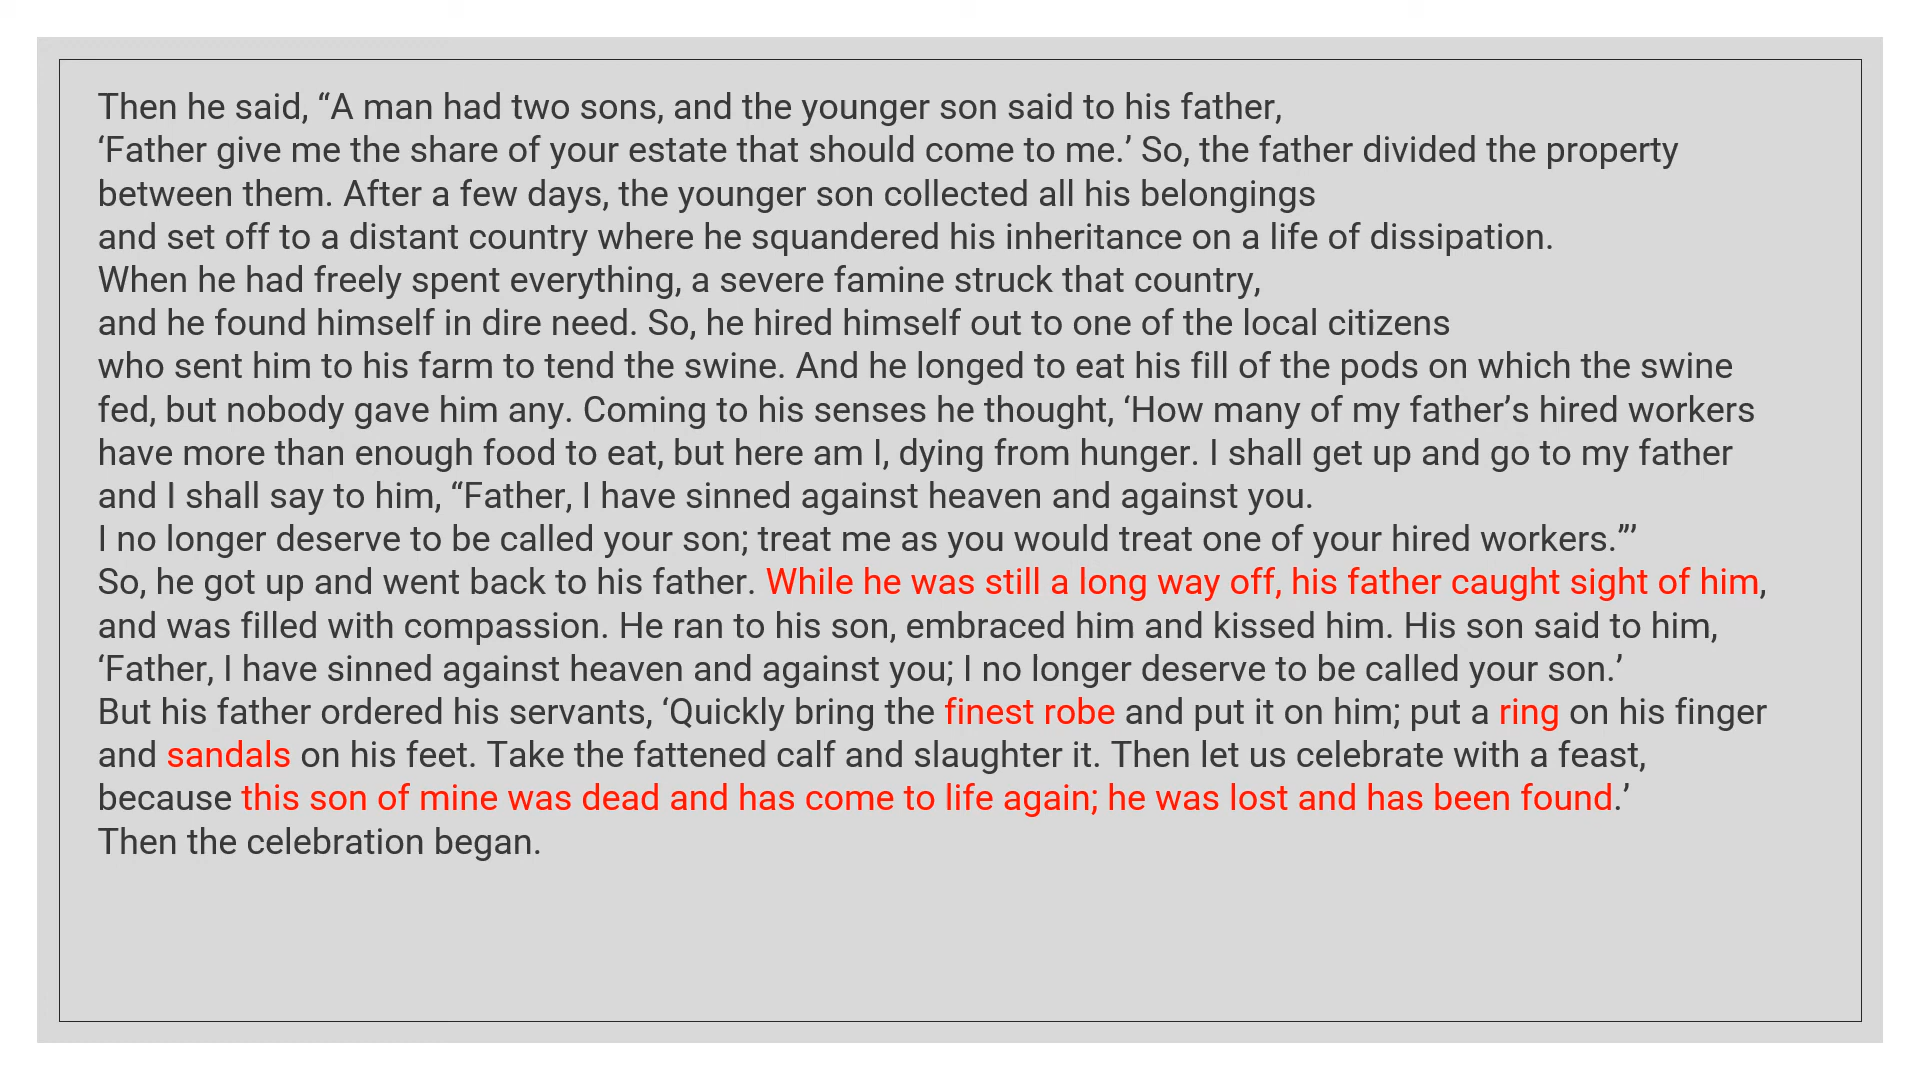 Then he said, “A man had two sons, and the younger son said to his father,
‘Father give me the share of your estate that should come to me.’ So, the father divided the property
between them. After a few days, the younger son collected all his belongings
and set off to a distant country where he squandered his inheritance on a life of dissipation.
When he had freely spent everything, a severe famine struck that country,
and he found himself in dire need. So, he hired himself out to one of the local citizens
who sent him to his farm to tend the swine. And he longed to eat his fill of the pods on which the swine
fed, but nobody gave him any. Coming to his senses he thought, ‘How many of my father’s hired workers
have more than enough food to eat, but here am I, dying from hunger. I shall get up and go to my father
and I shall say to him, “Father, I have sinned against heaven and against you.
I no longer deserve to be called your son; treat me as you would treat one of your hired workers.”’
So, he got up and went back to his father. While he was still a long way off, his father caught sight of him,
and was filled with compassion. He ran to his son, embraced him and kissed him. His son said to him,
‘Father, I have sinned against heaven and against you; I no longer deserve to be called your son.’
But his father ordered his servants, ‘Quickly bring the finest robe and put it on him; put a ring on his finger
and sandals on his feet. Take the fattened calf and slaughter it. Then let us celebrate with a feast,
because this son of mine was dead and has come to life again; he was lost and has been found.’
Then the celebration began.